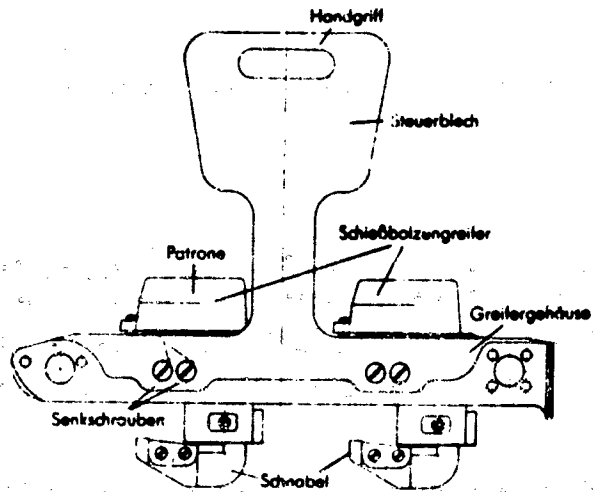 Handgriff
Steuerblech
Schießbolzengreifer
Patrone
Greifergehäuse
Senkschrauben
Schnabel